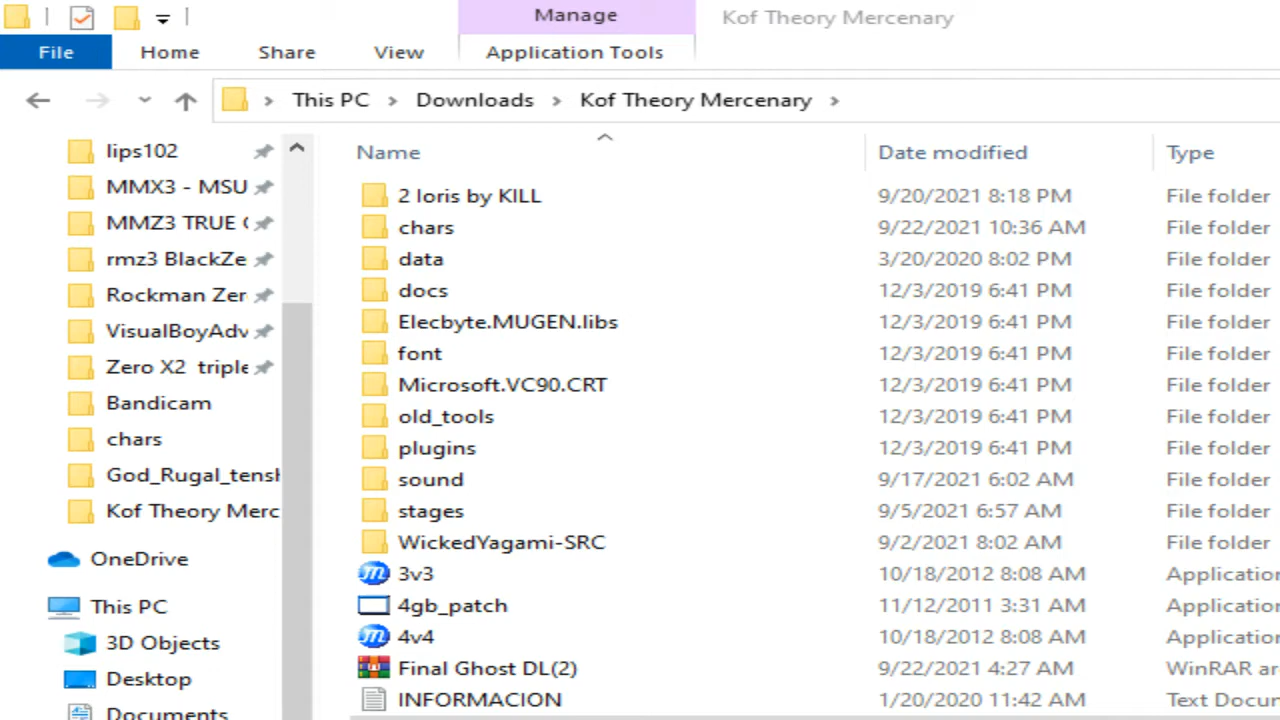 Manage
Kof Theory Mercenary
File
Home
Share
View
Application Tools
This PC
Downloads
Kof Theory Mercenary
lips102
MMX3 - MSU
MMZ3 TRUE
rmz3 BlackZe
Rockman Zer
VisualBoyAdv
Zero X2 triple
Bandicam
chars
God_Rugal_tensh
Kof Theory Merc
OneDrive
This PC
3D Objects
Desktop
Documents
Name Date modified Type
2 loris by KILL 9/20/2021 8:18 PM File folder
chars 9/22/2021 10:36 AM File folder
data 3/20/2020 8:02 PM File folder
docs 12/3/2019 6:41 PM File folder
Elecbyte.MUGEN.libs 12/3/2019 6:41 PM File folder
font 12/3/2019 6:41 PM File folder
Microsoft.VC90.CRT 12/3/2019 6:41 PM File folder
old_tools 12/3/2019 6:41 PM File folder
plugins 12/3/2019 6:41 PM File folder
sound 9/17/2021 6:02 AM File folder
stages 9/5/2021 6:57 AM File folder
WickedYagami-SRC 9/2/2021 8:02 AM File folder
3v3 10/18/2012 8:08 AM Application
4gb_patch 11/12/2011 3:31 AM Application
4v4 10/18/2012 8:08 AM Application
Final Ghost DL(2) 9/22/2021 4:27 AM WinRAR ar
INFORMACION 1/20/2020 11:42 AM Text Docum